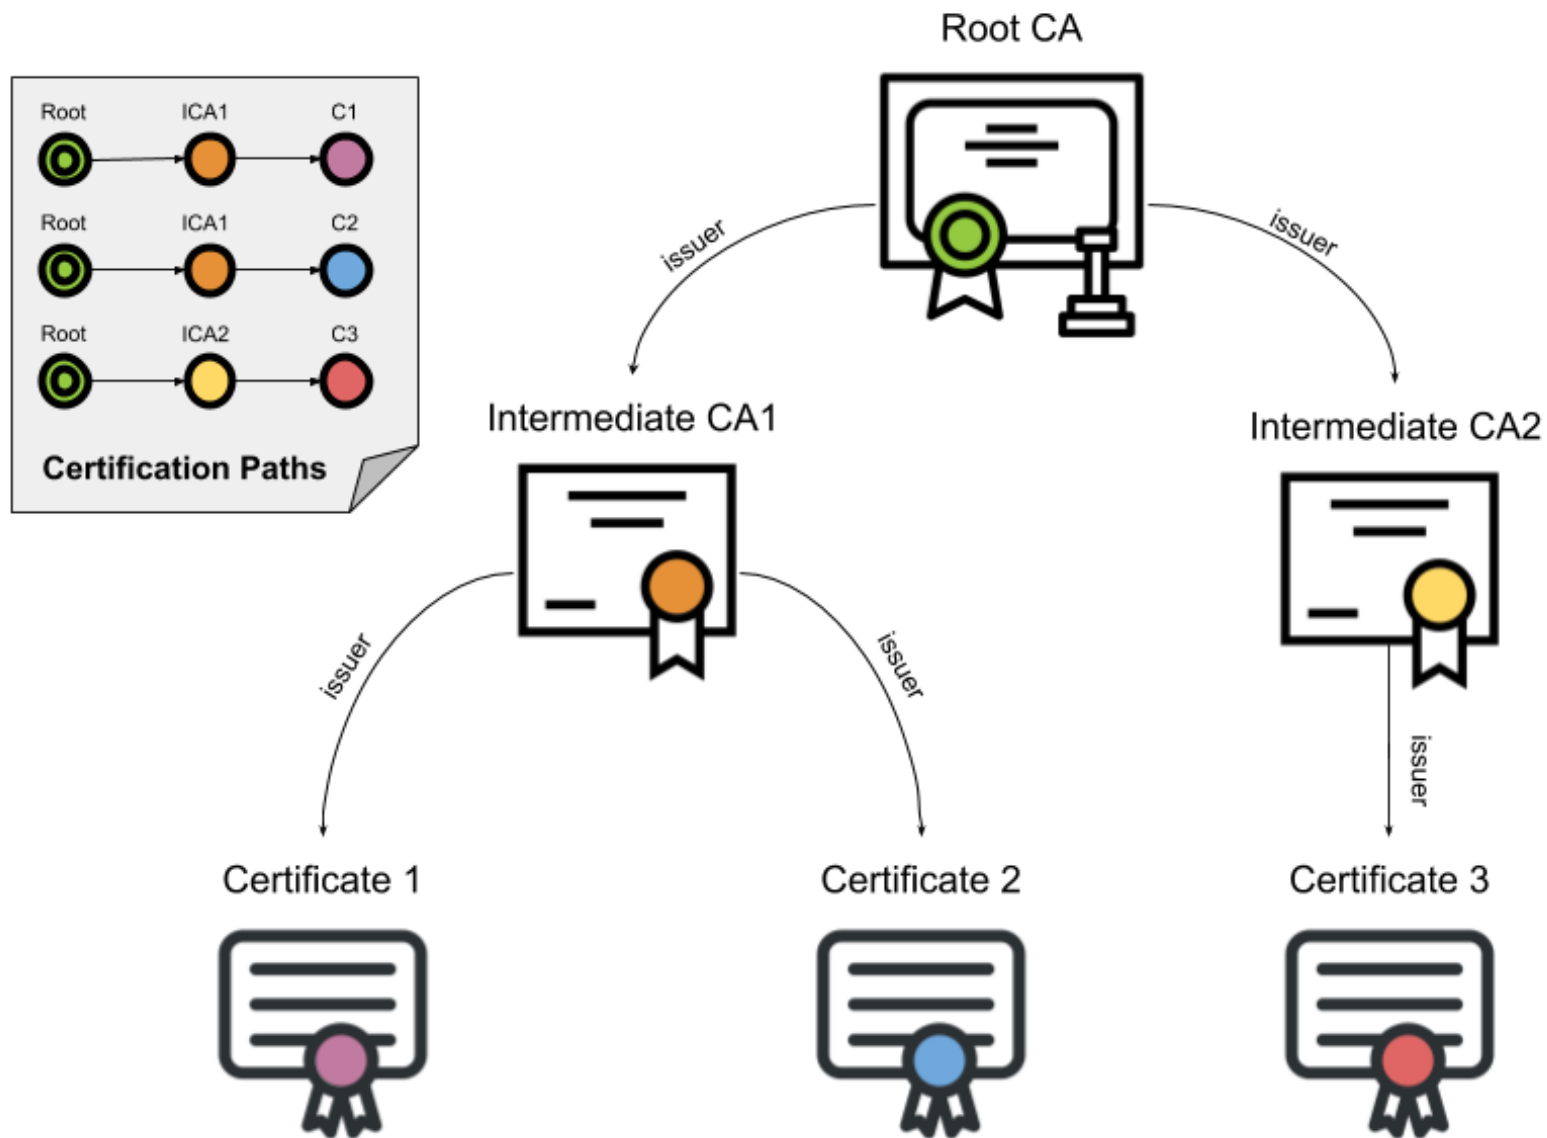 Root CA
Root ICA1 C1
Root ICA1 C2
Root ICA2 C3
Certification Paths
issuer
issuer
Intermediate CA1
Intermediate CA2
issuer
issuer
issuer
Certificate 1
Certificate 2
Certificate 3